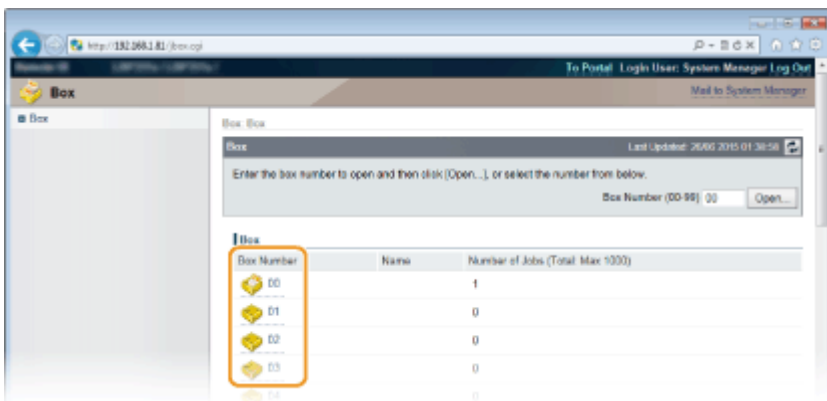 http://192.168.1.81/jbox.cgi
To Portal Login User: System Manager Log Out
Box
Mail to System Manager
Box
Box: Box
Box
Last Updated: 26/06 2015 01:38:58
Enter the box number to open and then click [Open...], or select the number from below.
Box Number (00-99) 00 Open...
Box
Box Number Name Number of Jobs (Total: Max 1000)
00 1
01 0
02 0
03 0
04 0